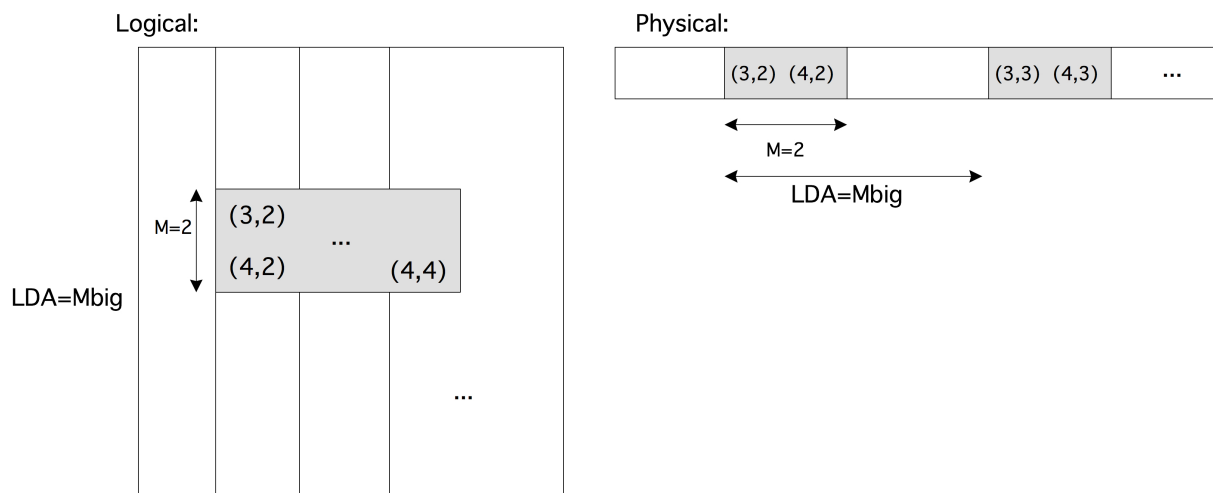 Logical:
M=2
(3,2)
...
(4,2)
(4,4)
LDA=Mbig
...
Physical:
(3,2) (4,2)
(3,3) (4,3)
...
M=2
LDA=Mbig